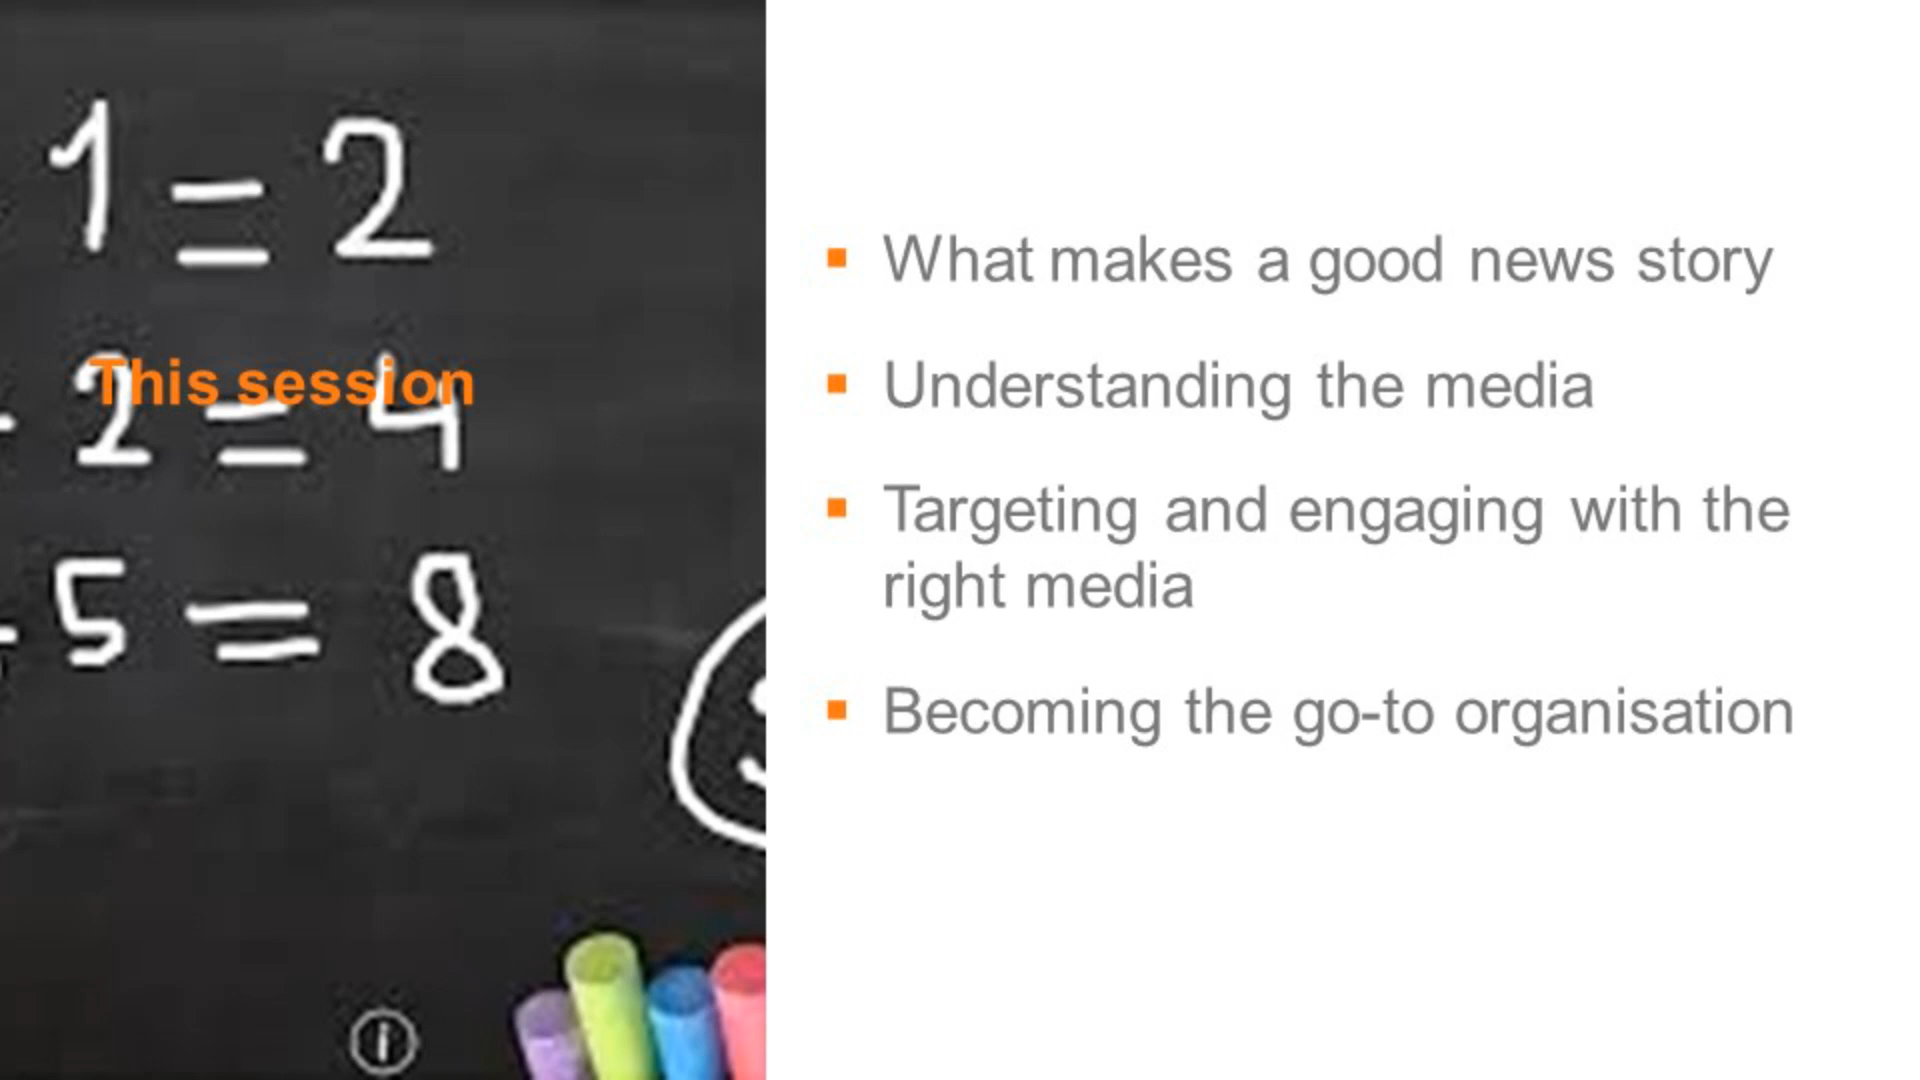 1 = 2
This session
- 2 = 4
- 5 = 8
i
What makes a good news story
Understanding the media
Targeting and engaging with the
right media
Becoming the go-to organisation